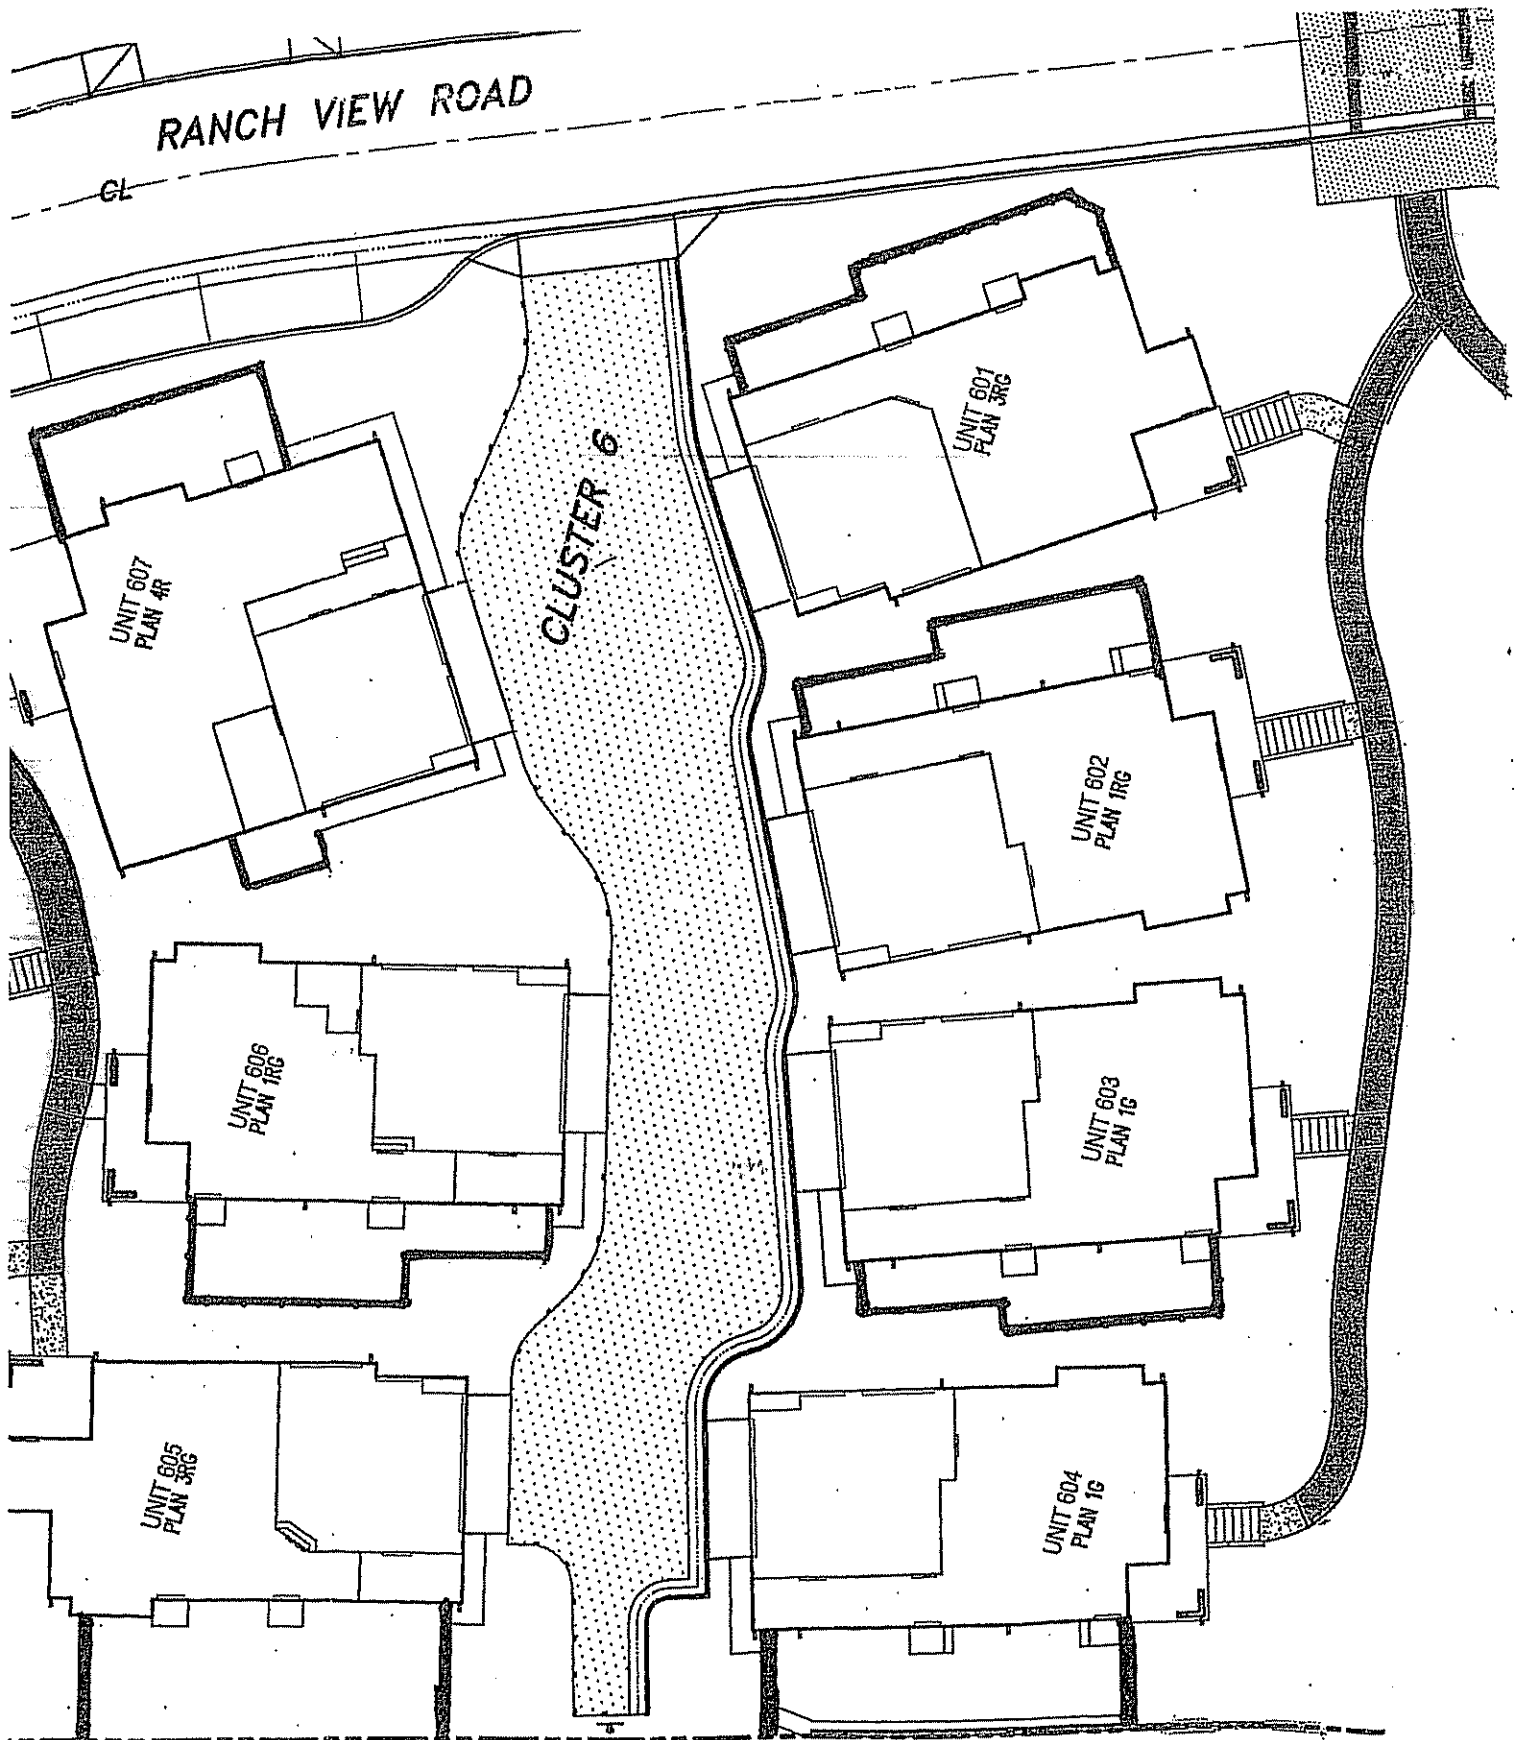 RANCH VIEW ROAD
CL
CLUSTER 6
UNIT 601
PLAN 3RG
UNIT 607
PLAN 4R
UNIT 602
PLAN 1RG
UNIT 606
PLAN 1RG
UNIT 603
PLAN 1G
UNIT 605
PLAN 3RG
UNIT 604
PLAN 1G